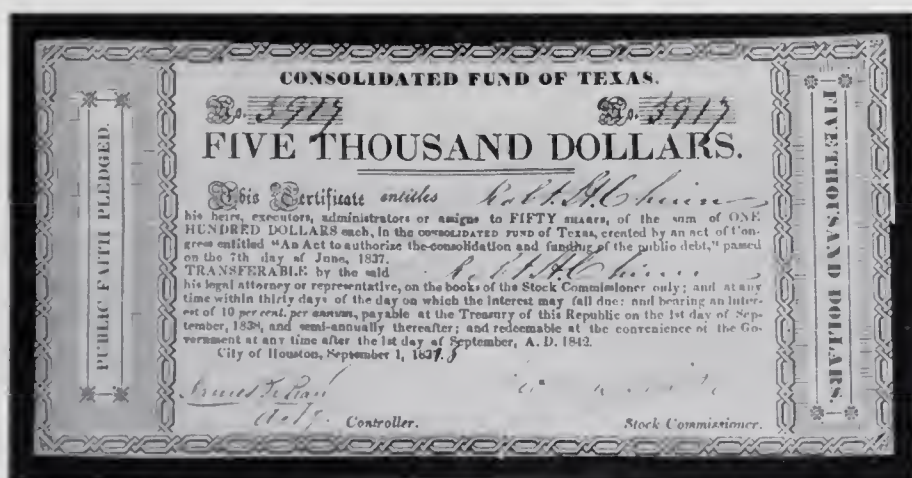 CONSOLIDATED FUND OF TEXAS.
No. 3917 No. 3917
FIVE THOUSAND DOLLARS.
This Certificate entitles Robt. H. Chinn
his heirs, executors, administrators or assigns to FIFTY SHARES, of the sum of ONE
HUNDRED DOLLARS each, in the CONSOLIDATED FUND OF TEXAS, created by an act of Con-
gress entitled "An Act to authorize the consolidation and funding of the public debt," passed
on the 7th day of June, 1837.
TRANSFERABLE by the said Robt. H. Chinn
his legal attorney or representative, on the books of the Stock Commissioner only; and at any
time within thirty days of the day on which the interest may fall due: and bearing an inter-
est of 10 per cent. per annum, payable at the Treasury of this Republic on the 1st day of Sep-
tember, 1838, and semi-annually thereafter; and redeemable at the convenience of the Go-
vernment at any time after the 1st day of September, A. D. 1842.
City of Houston, September 1, 1837.
Controller. Stock Commissioner.
PUBLIC FAITH PLEDGED.
FIVE THOUSAND DOLLARS.